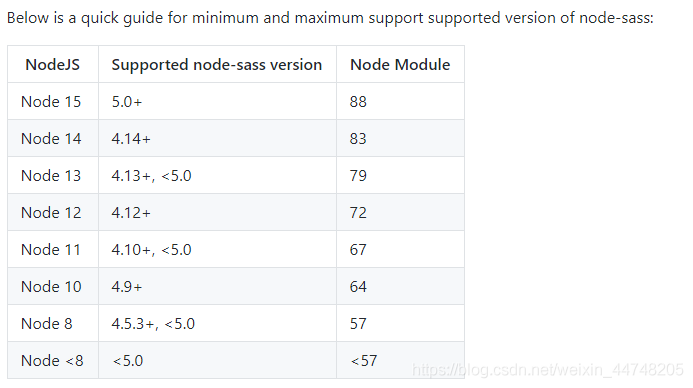 Below is a quick guide for minimum and maximum support supported version of node-sass:
NodeJS Supported node-sass version Node Module
Node 15 5.0+ 88
Node 14 4.14+ 83
Node 13 4.13+, <5.0 79
Node 12 4.12+ 72
Node 11 4.10+, <5.0 67
Node 10 4.9+ 64
Node 8 4.5.3+, <5.0 57
Node <8 <5.0 <57
https://blog.csdn.net/weixin_44748205